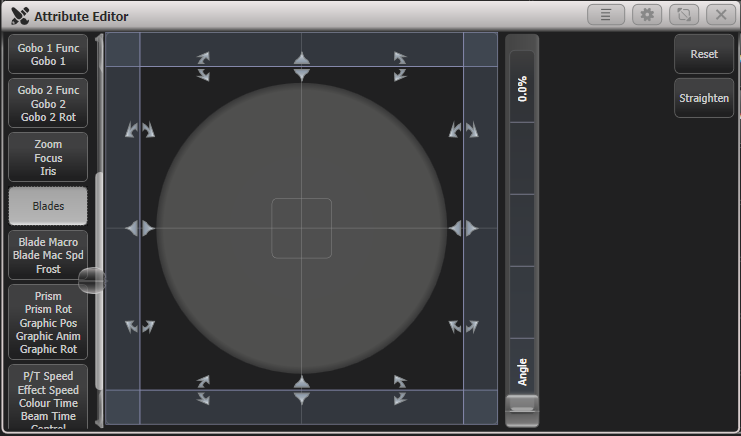 Attribute Editor
Gobo 1 Func
Gobo 1
Gobo 2 Func
Gobo 2
Gobo 2 Rot
Zoom
Focus
Iris
Blades
Blade Macro
Blade Mac Spd
Frost
Prism
Prism Rot
Graphic Pos
Graphic Anim
Graphic Rot
P/T Speed
Effect Speed
Colour Time
Beam Time
Control
0.0%
Angle
Reset
Straighten